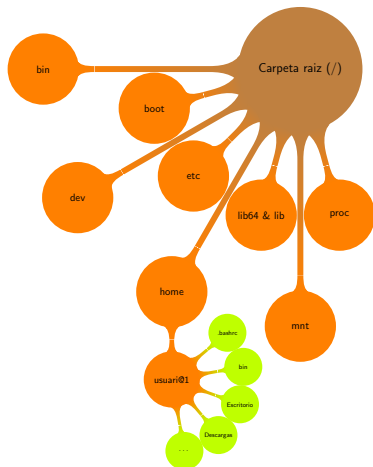 Carpeta raiz (/)
bin
boot
dev
etc
lib64 & lib
proc
home
mnt
usuari@1
.bashrc
bin
Escritorio
Descargas
...